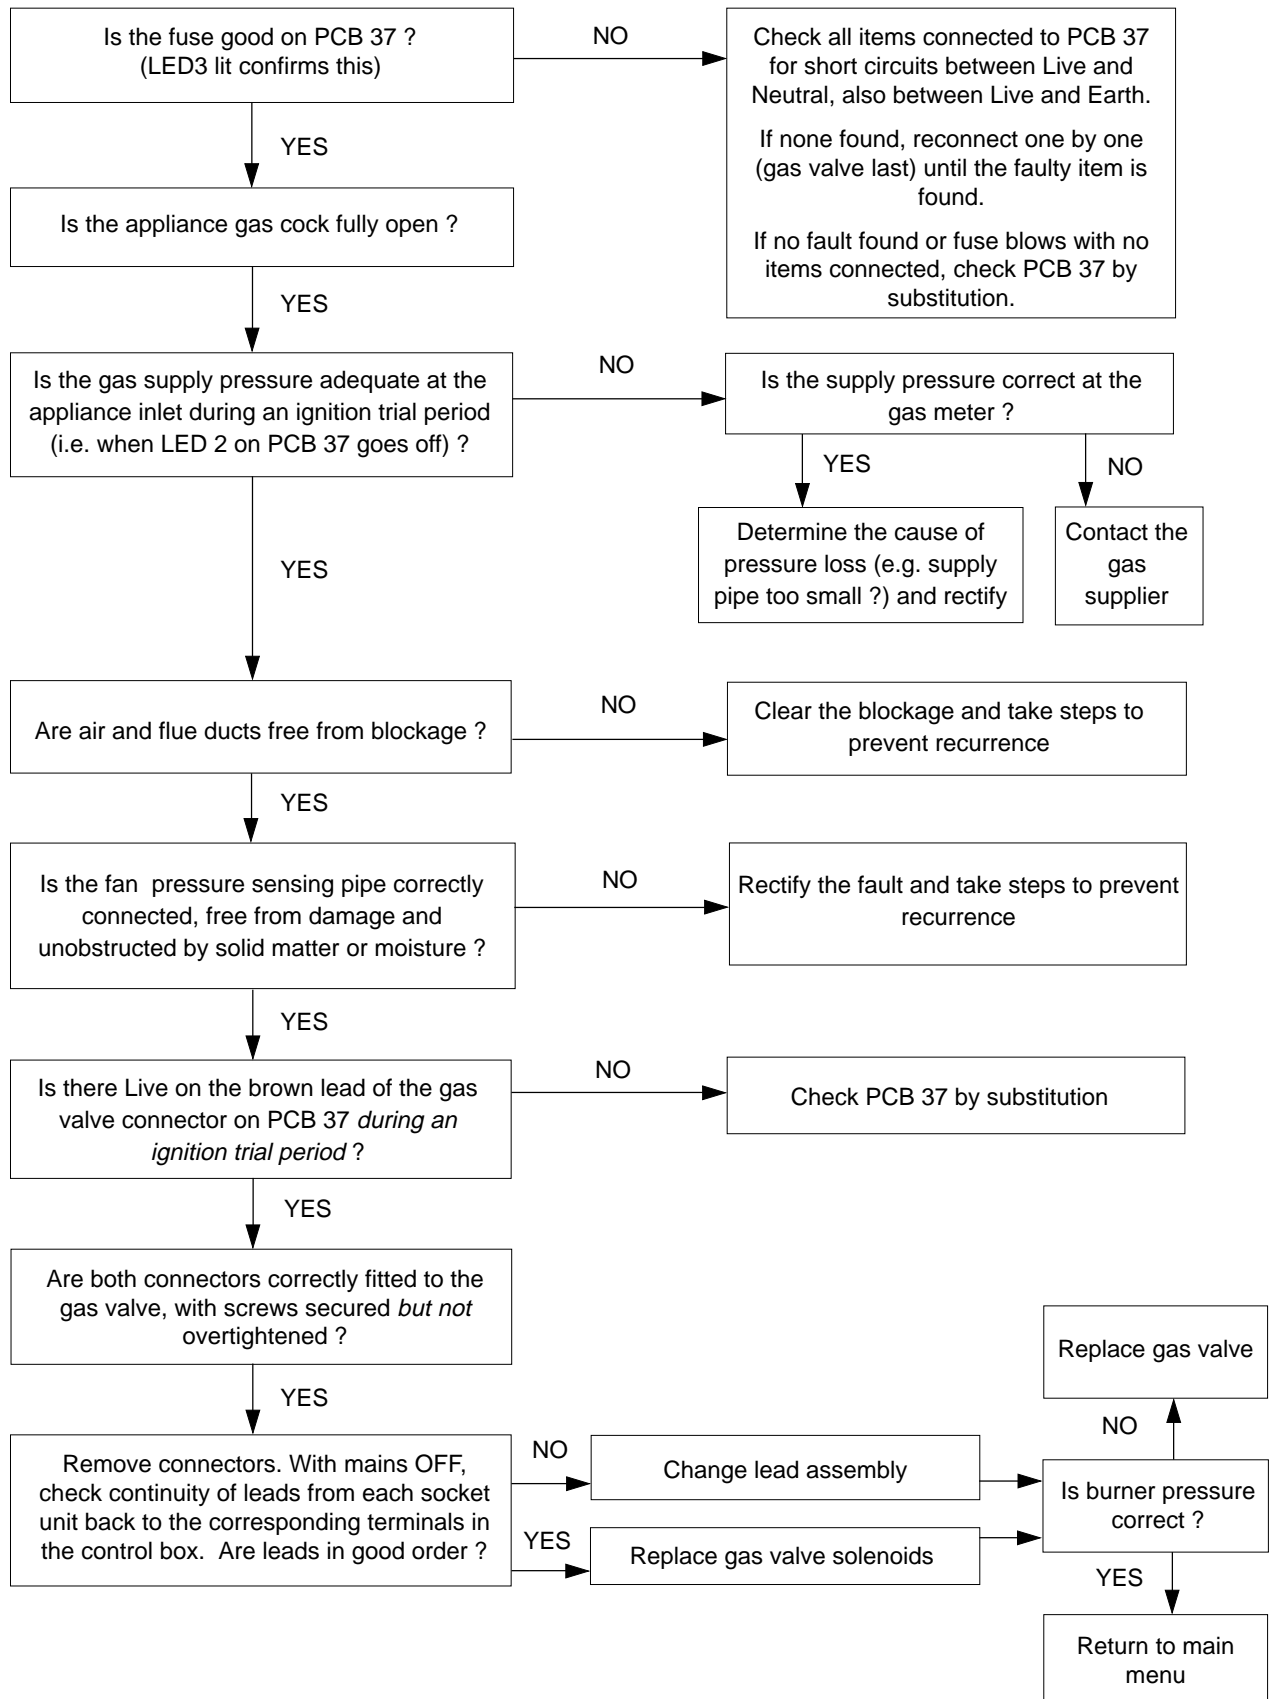 Is the fuse good on PCB 37 ?
(LED3 lit confirms this)
NO
Check all items connected to PCB 37
for short circuits between Live and
Neutral, also between Live and Earth.
If none found, reconnect one by one
(gas valve last) until the faulty item is
found.
If no fault found or fuse blows with no
items connected, check PCB 37 by
substitution.
YES
Is the appliance gas cock fully open ?
YES
Is the gas supply pressure adequate at the
appliance inlet during an ignition trial period
(i.e. when LED 2 on PCB 37 goes off) ?
NO
Is the supply pressure correct at the
gas meter ?
YES
NO
Determine the cause of
pressure loss (e.g. supply
pipe too small ?) and rectify
Contact the
gas
supplier
YES
Are air and flue ducts free from blockage ?
NO
Clear the blockage and take steps to
prevent recurrence
YES
Is the fan pressure sensing pipe correctly
connected, free from damage and
unobstructed by solid matter or moisture ?
NO
Rectify the fault and take steps to prevent
recurrence
YES
Is there Live on the brown lead of the gas
valve connector on PCB 37 during an
ignition trial period ?
NO
Check PCB 37 by substitution
YES
Are both connectors correctly fitted to the
gas valve, with screws secured but not
overtightened ?
YES
Remove connectors. With mains OFF,
check continuity of leads from each socket
unit back to the corresponding terminals in
the control box. Are leads in good order ?
NO
Change lead assembly
YES
Replace gas valve solenoids
Is burner pressure
correct ?
NO
Replace gas valve
YES
Return to main
menu